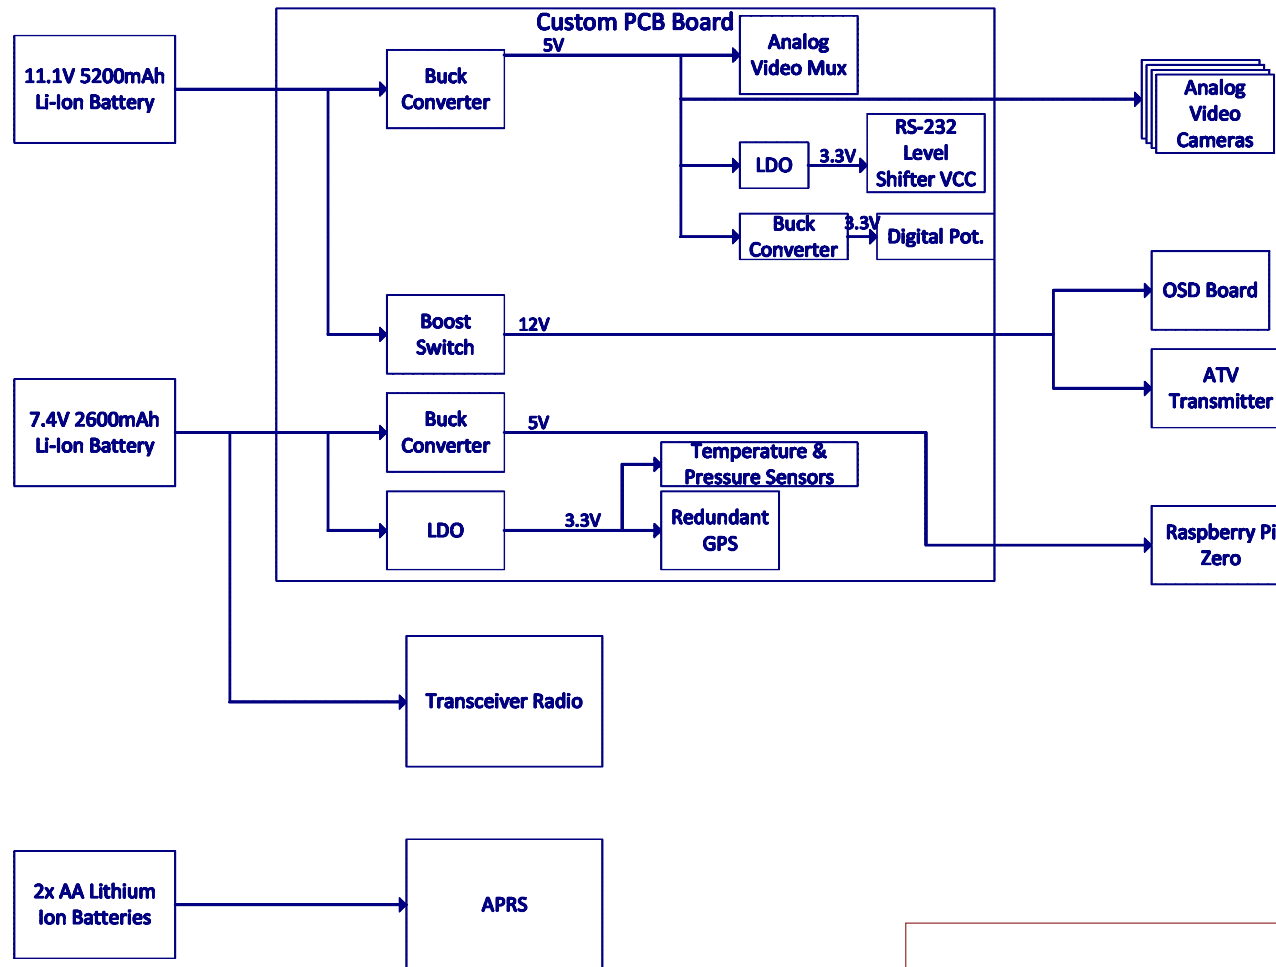 Custom PCB Board
11.1V 5200mAh
Li-Ion Battery
Buck
Converter
5V
Analog
Video Mux
Analog
Video
Cameras
LDO
3.3V
RS-232
Level
Shifter VCC
Buck
Converter
3.3V
Digital Pot.
Boost
Switch
12V
OSD Board
ATV
Transmitter
7.4V 2600mAh
Li-Ion Battery
Buck
Converter
5V
Temperature &
Pressure Sensors
LDO
3.3V
Redundant
GPS
Raspberry Pi
Zero
Transceiver Radio
2x AA Lithium
Ion Batteries
APRS